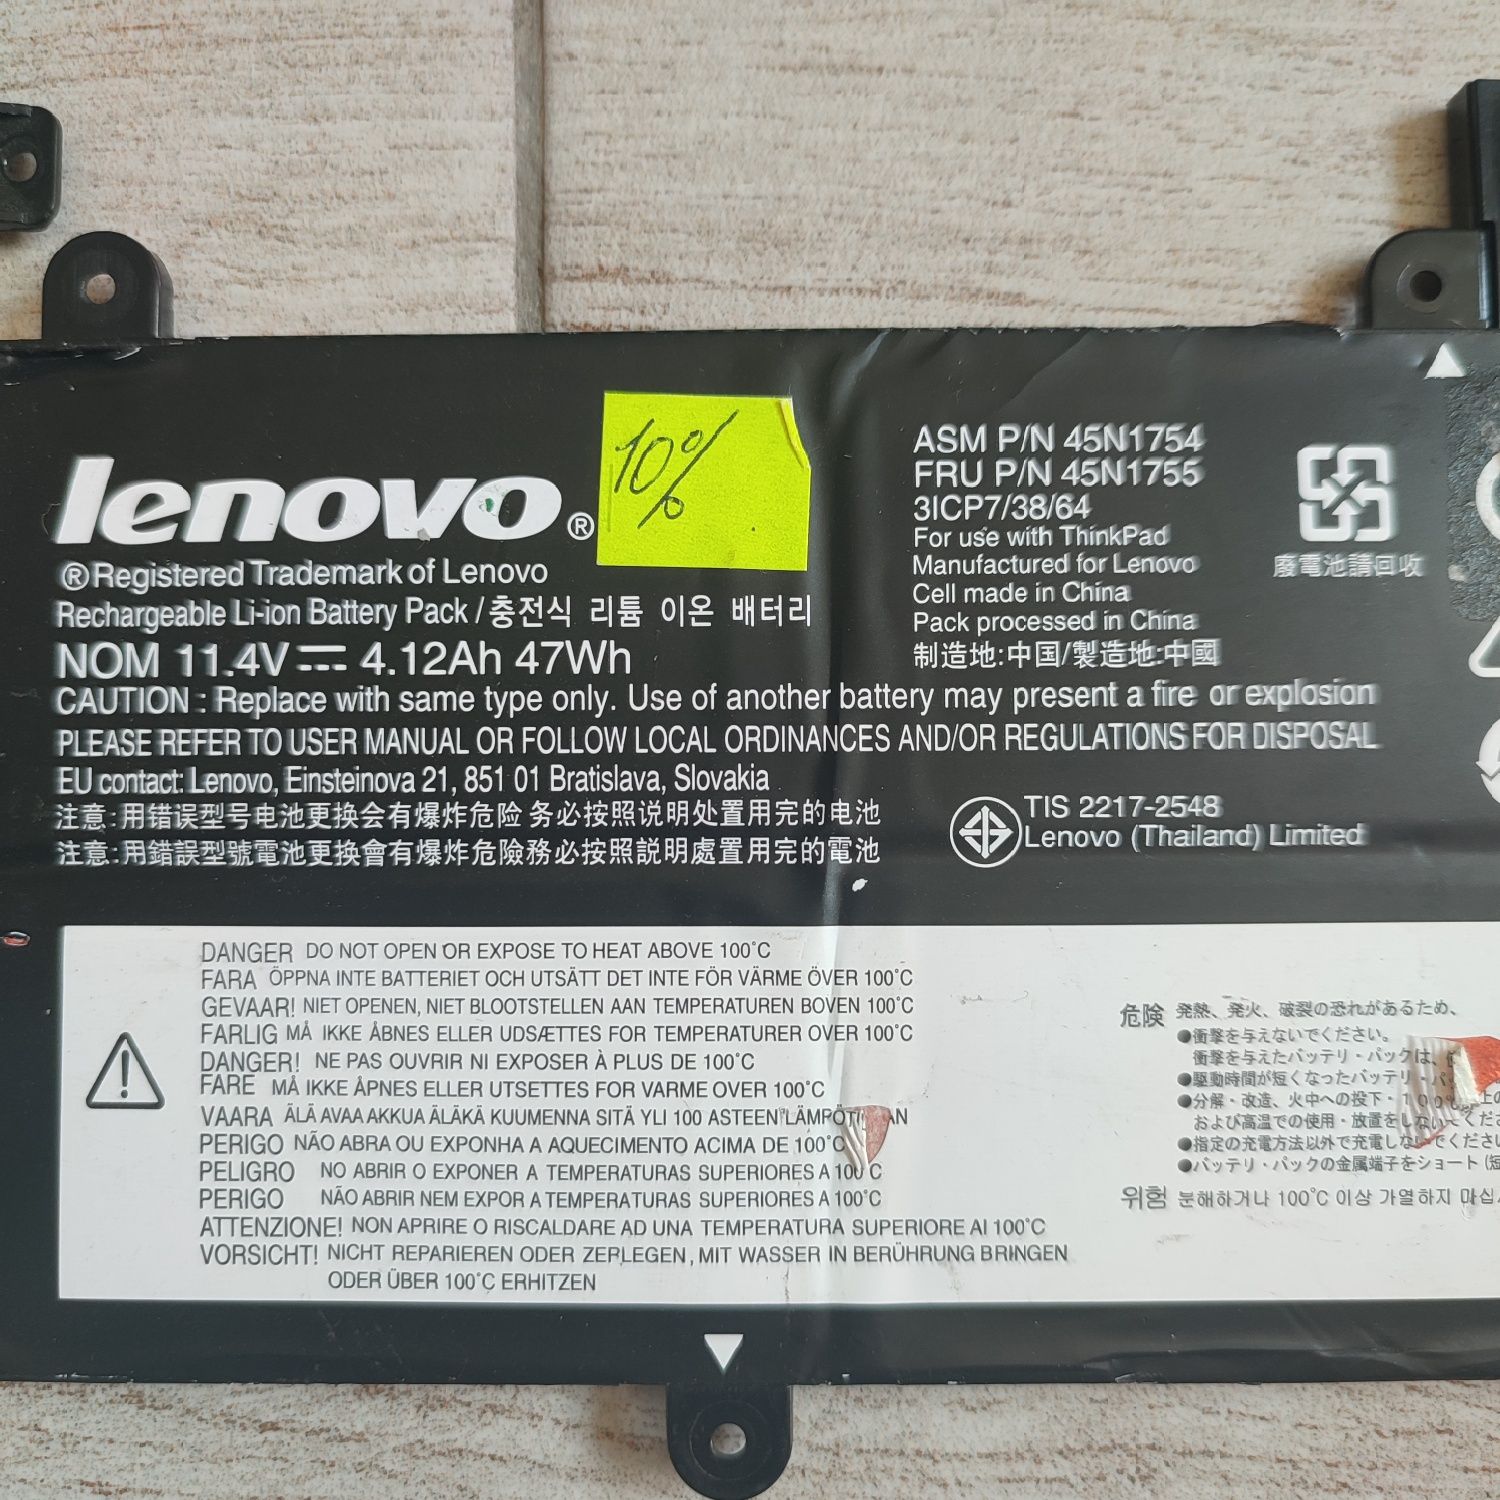 lenovo®
10%
® Registered Trademark of Lenovo
Rechargeable Li-ion Battery Pack / 충전식 리튬 이온 배터리
NOM 11.4V⎓ 4.12Ah 47Wh
ASM P/N 45N1754
FRU P/N 45N1755
3ICP7/38/64
For use with ThinkPad
Manufactured for Lenovo
Cell made in China
Pack processed in China
制造地:中国/製造地:中國
廢電池請回收
CAUTION : Replace with same type only. Use of another battery may present a fire or explosion
PLEASE REFER TO USER MANUAL OR FOLLOW LOCAL ORDINANCES AND/OR REGULATIONS FOR DISPOSAL
EU contact: Lenovo, Einsteinova 21, 851 01 Bratislava, Slovakia
注意:用错误型号电池更换会有爆炸危险 务必按照说明处置用完的电池
注意:用錯誤型號電池更換會有爆炸危險務必按照説明處置用完的電池
TIS 2217-2548
Lenovo (Thailand) Limited
DANGER DO NOT OPEN OR EXPOSE TO HEAT ABOVE 100°C
FARA ÖPPNA INTE BATTERIET OCH UTSÄTT DET INTE FÖR VÄRME ÖVER 100°C
GEVAAR! NIET OPENEN, NIET BLOOTSTELLEN AAN TEMPERATUREN BOVEN 100°C
FARLIG MÅ IKKE ÅBNES ELLER UDSÆTTES FOR TEMPERATURER OVER 100°C
DANGER! NE PAS OUVRIR NI EXPOSER À PLUS DE 100°C
FARE MÅ IKKE ÅPNES ELLER UTSETTES FOR VARME OVER 100°C
VAARA ÄLÄ AVAA AKKUA ÄLÄKÄ KUUMENNA SITÄ YLI 100 ASTEEN
PERIGO NÃO ABRA OU EXPONHA A AQUECIMENTO ACIMA DE 100°C
PELIGRO NO ABRIR O EXPONER A TEMPERATURAS SUPERIORES A 100°C
PERIGO NÃO ABRIR NEM EXPOR A TEMPERATURAS SUPERIORES A 100°C
ATTENZIONE! NON APRIRE O RISCALDARE AD UNA TEMPERATURA SUPERIORE AI 100°C
VORSICHT! NICHT REPARIEREN ODER ZERLEGEN, MIT WASSER IN BERÜHRUNG BRINGEN
ODER ÜBER 100°C ERHITZEN
危険 発熱、発火、破裂の恐れがあるため、
●衝撃を与えないでください。
衝撃を与えたバッテリ・パックは、
●駆動時間が短くなったバッテリ・
●分解・改造、火中への投下・100
および高温での使用・放置をしないでくだ
●指定の充電方法以外で充電しないでくださ
●バッテリ・パックの金属端子をショート (短
위험 분해하거나 100°C 이상 가열하지 마십